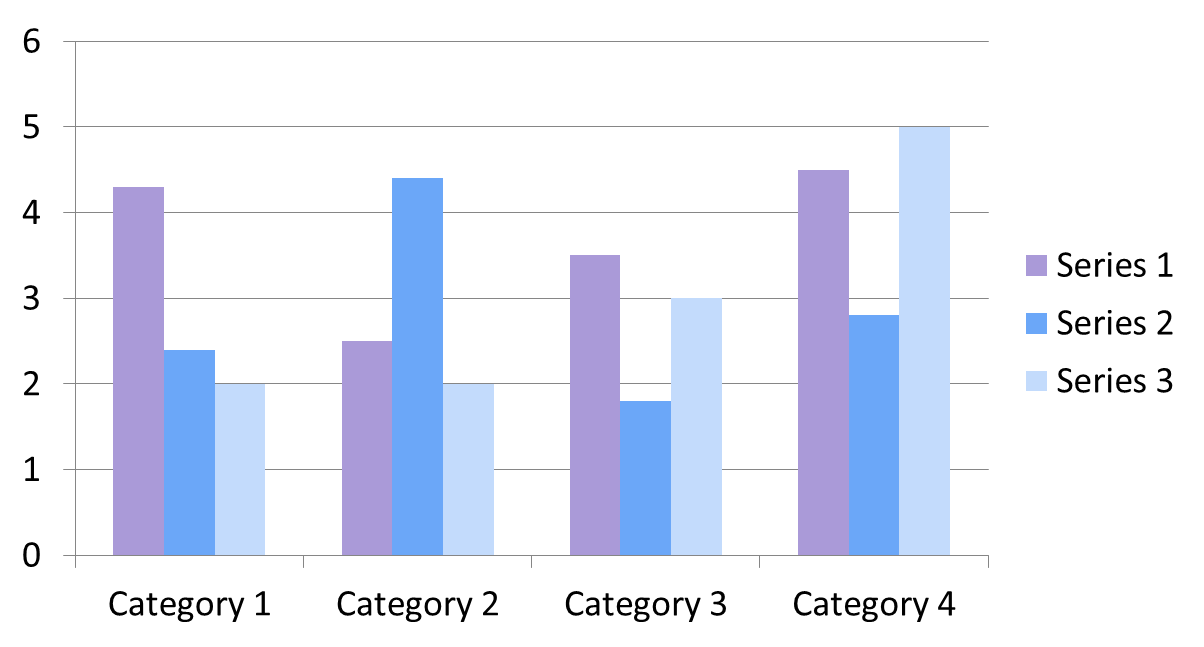 6
5
4
3
2
1
0
Category 1
Category 2
Category 3
Category 4
Series 1
Series 2
Series 3